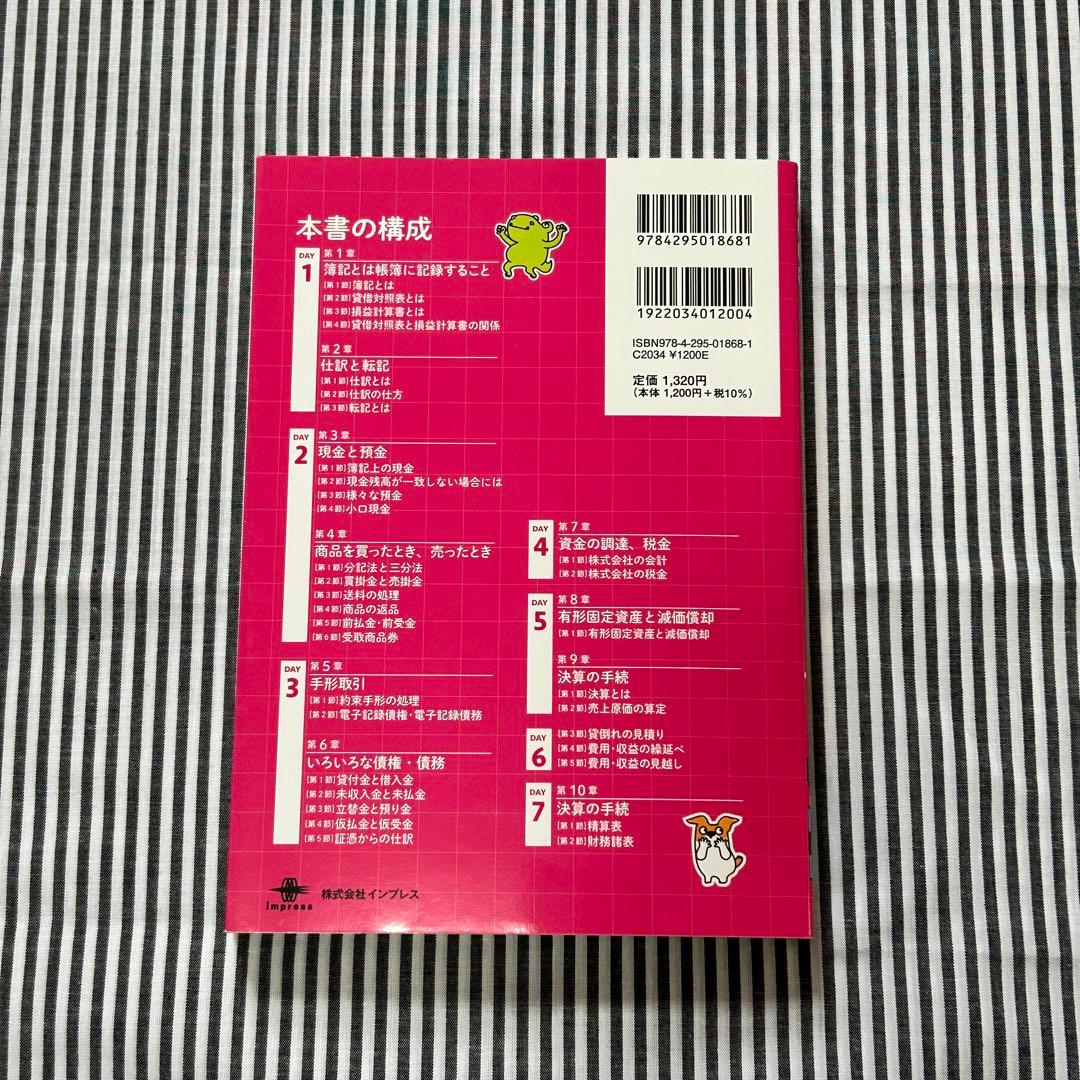 本書の構成
DAY
1
第1章
簿記とは帳簿に記録すること
[第1節]簿記とは
[第2節]貸借対照表とは
[第3節]損益計算書とは
[第4節]貸借対照表と損益計算書の関係
第2章
仕訳と転記
[第1節]仕訳とは
[第2節]仕訳の仕方
[第3節]転記とは
DAY
2
第3章
現金と預金
[第1節]簿記上の現金
[第2節]現金残高が一致しない場合には
[第3節]様々な預金
[第4節]小口現金
第4章
商品を買ったとき、売ったとき
[第1節]分記法と三分法
[第2節]買掛金と売掛金
[第3節]送料の処理
[第4節]商品の返品
[第5節]前払金・前受金
[第6節]受取商品券
DAY
3
第5章
手形取引
[第1節]約束手形の処理
[第2節]電子記録債権・電子記録債務
第6章
いろいろな債権・債務
[第1節]貸付金と借入金
[第2節]未収入金と未払金
[第3節]立替金と預り金
[第4節]仮払金と仮受金
[第5節]証憑からの仕訳
DAY
4
第7章
資金の調達、税金
[第1節]株式会社の会計
[第2節]株式会社の税金
DAY
5
第8章
有形固定資産と減価償却
[第1節]有形固定資産と減価償却
第9章
決算の手続
[第1節]決算とは
[第2節]売上原価の算定
DAY
6
[第3節]貸倒れの見積り
[第4節]費用・収益の繰延べ
[第5節]費用・収益の見越し
DAY
7
第10章
決算の手続
[第1節]精算表
[第2節]財務諸表
9784295018681
1922034012004
ISBN978-4-295-01868-1
C2034 ¥1200E
定価 1,320円
(本体 1,200円+税10%)
impress
株式会社インプレス